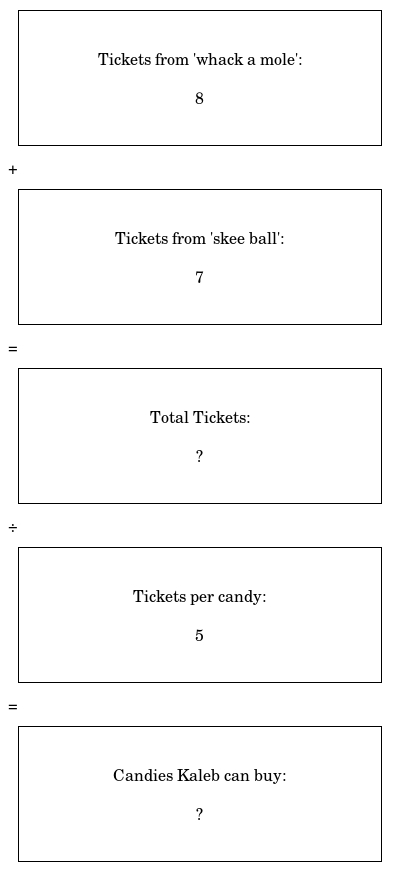 Tickets from 'whack a mole':
8
+
Tickets from 'skee ball':
7
=
Total Tickets:
?
÷
Tickets per candy:
5
=
Candies Kaleb can buy:
?